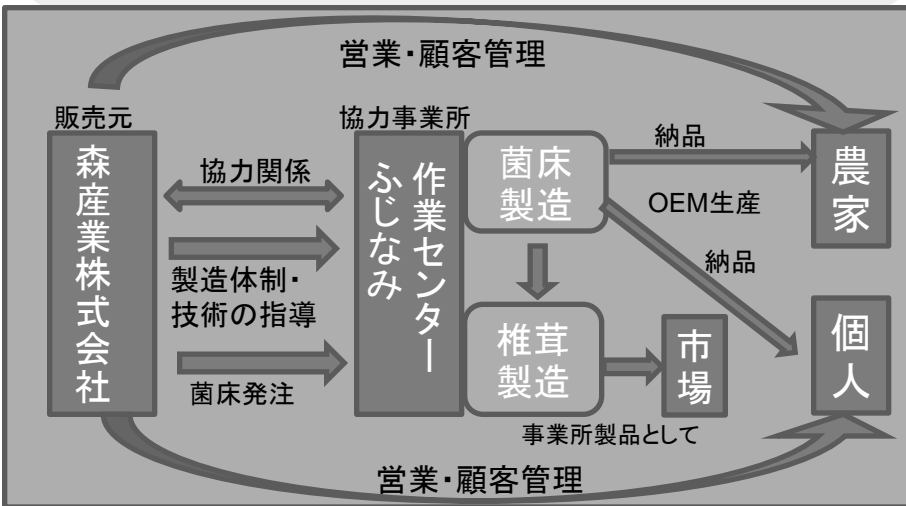 営業・顧客管理
販売元
森産業株式会社
協力関係
製造体制・
技術の指導
菌床発注
協力事業所
作業センター
ふじなみ
菌床
製造
椎茸
製造
納品
OEM生産
納品
農家
個人
市場
事業所製品として
営業・顧客管理